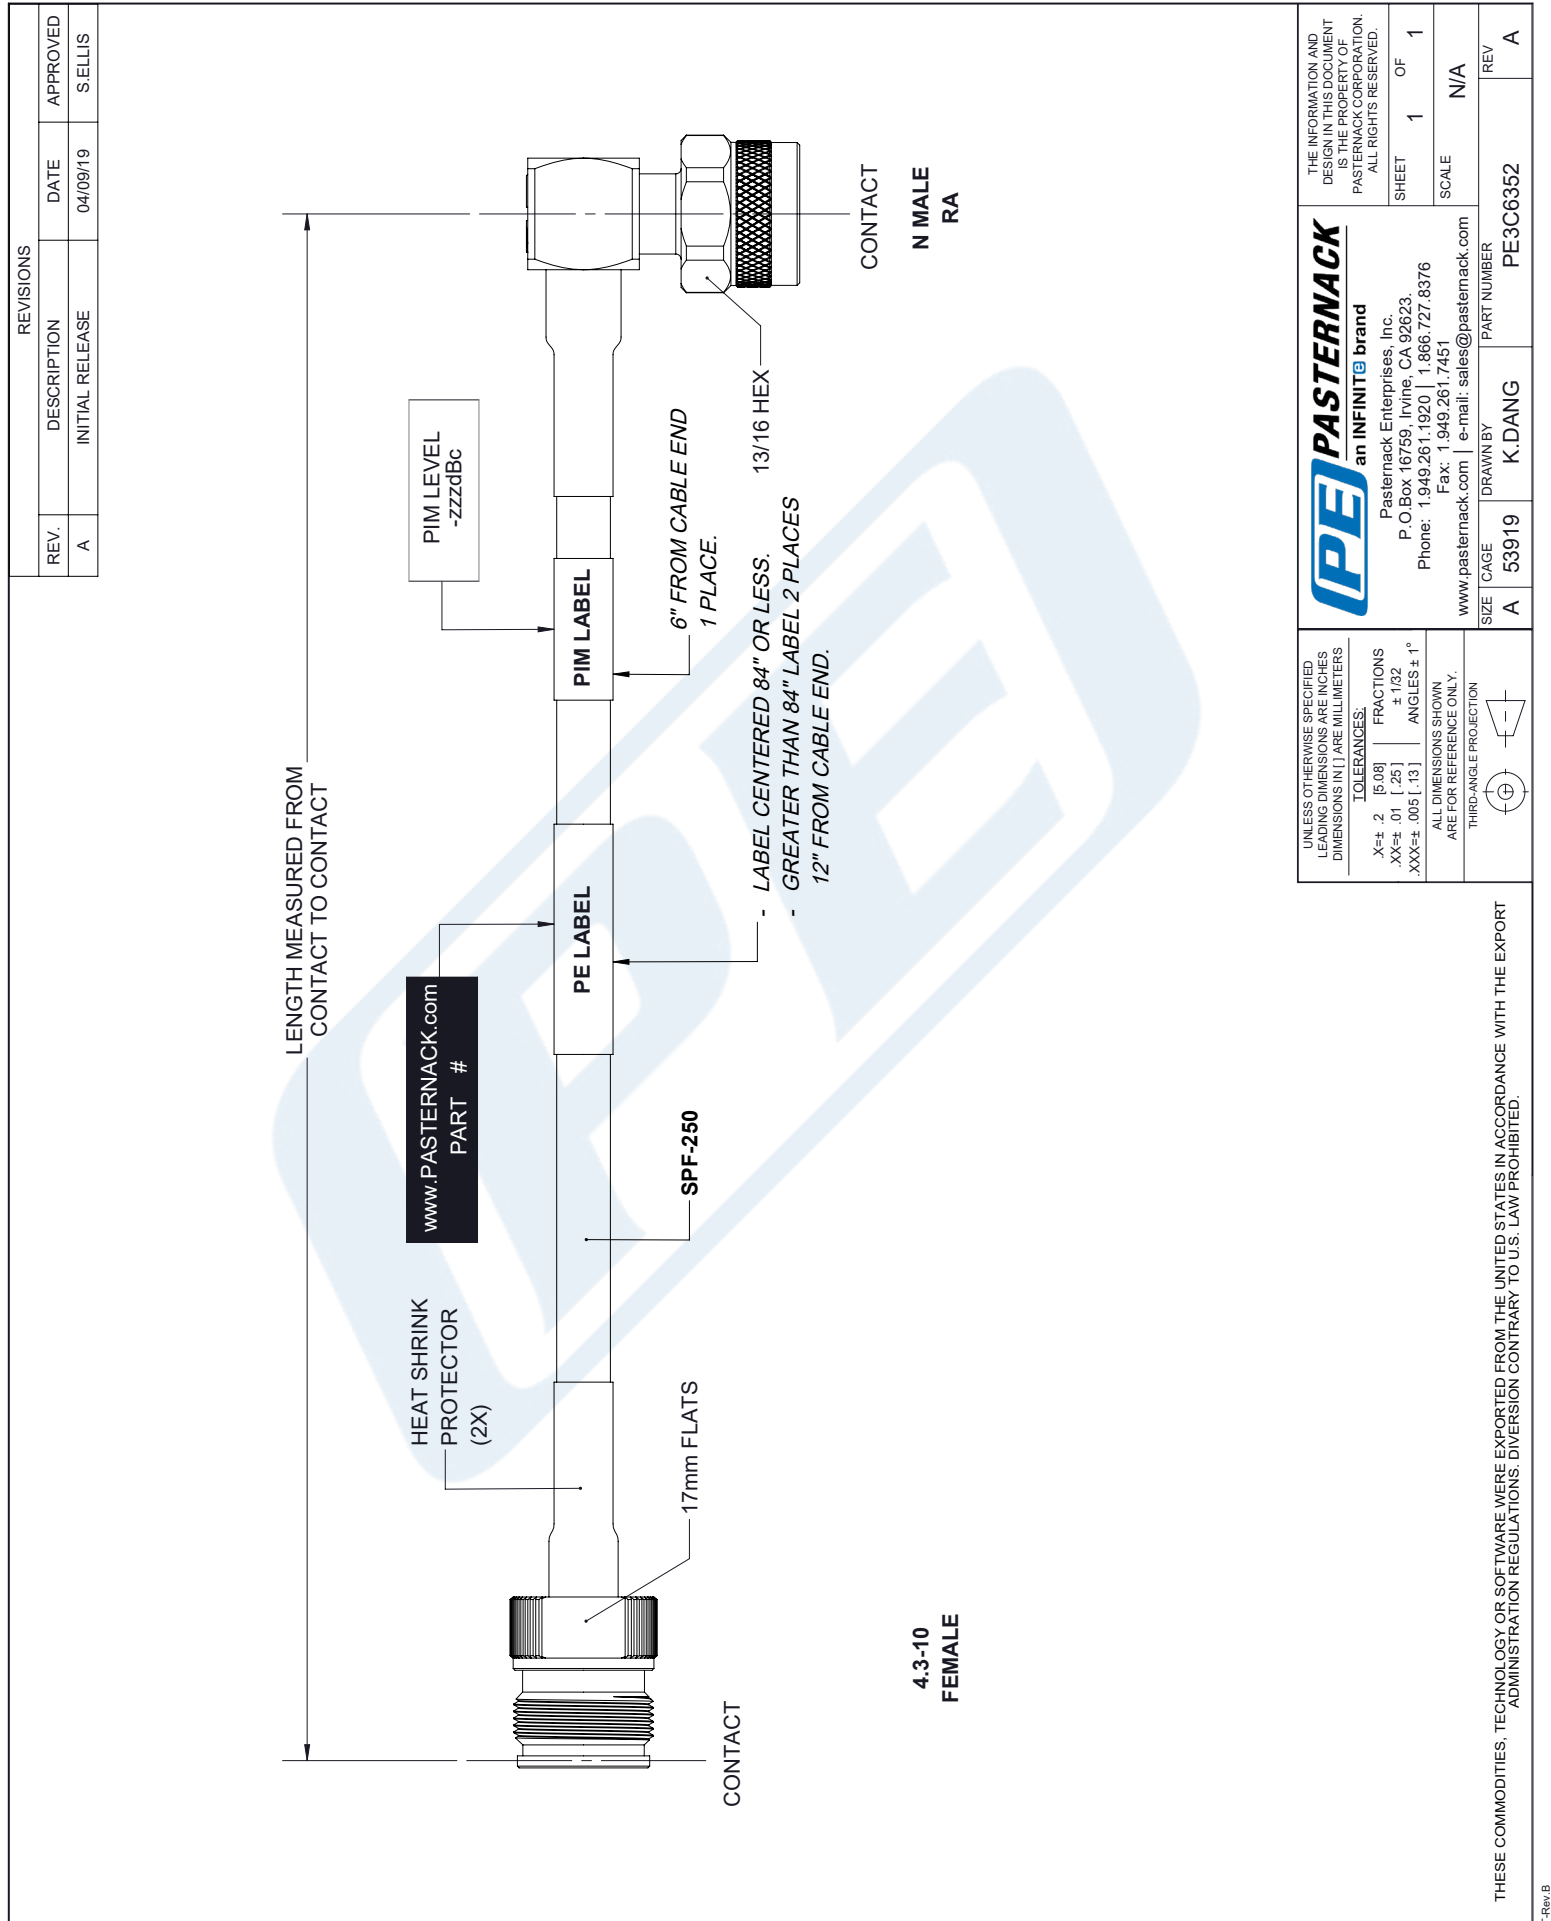 REVISIONS
REV.
DESCRIPTION
DATE
APPROVED
A
INITIAL RELEASE
04/09/19
S.ELLIS
LENGTH MEASURED FROM
CONTACT TO CONTACT
HEAT SHRINK
PROTECTOR
(2X)
www.PASTERNACK.com
PART #
PIM LEVEL
-zzzdBc
PE LABEL
PIM LABEL
17mm FLATS
SPF-250
6" FROM CABLE END
1 PLACE.
13/16 HEX
- LABEL CENTERED 84" OR LESS.
- GREATER THAN 84" LABEL 2 PLACES
12" FROM CABLE END.
CONTACT
CONTACT
4.3-10
FEMALE
N MALE
RA
UNLESS OTHERWISE SPECIFIED
LEADING DIMENSIONS ARE INCHES
DIMENSIONS IN [ ] ARE MILLIMETERS
TOLERANCES:
.X=± .2 [5.08] FRACTIONS
.XX=± .01 [ .25] ± 1/32
.XXX=± .005 [ .13] ANGLES ± 1°
ALL DIMENSIONS SHOWN
ARE FOR REFERENCE ONLY.
THIRD-ANGLE PROJECTION
PE PASTERNACK
an INFINITe brand
Pasternack Enterprises, Inc.
P.O.Box 16759, Irvine, CA 92623.
Phone: 1.949.261.1920 | 1.866.727.8376
Fax: 1.949.261.7451
www.pasternack.com | e-mail: sales@pasternack.com
THE INFORMATION AND
DESIGN IN THIS DOCUMENT
IS THE PROPERTY OF
PASTERNACK CORPORATION.
ALL RIGHTS RESERVED.
SHEET 1 OF 1
SCALE N/A
SIZE A
CAGE 53919
DRAWN BY K.DANG
PART NUMBER PE3C6352
REV A
THESE COMMODITIES, TECHNOLOGY OR SOFTWARE WERE EXPORTED FROM THE UNITED STATES IN ACCORDANCE WITH THE EXPORT
ADMINISTRATION REGULATIONS. DIVERSION CONTRARY TO U.S. LAW PROHIBITED.
-Rev.B
PE